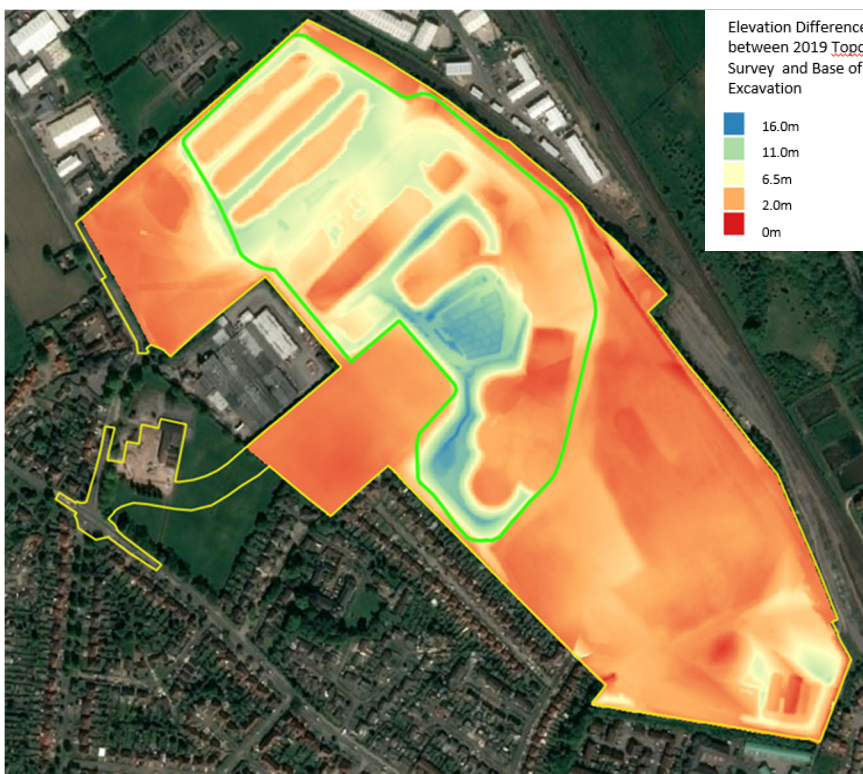 Elevation Difference
between 2019 Topo
Survey and Base of
Excavation
16.0m
11.0m
6.5m
2.0m
0m